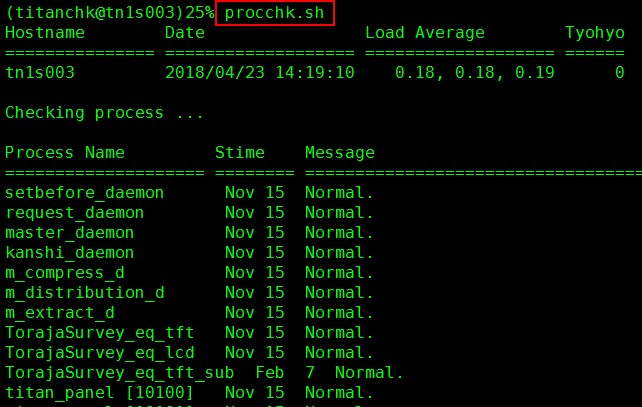 (titanchk@tn1s003)25% procchk.sh
Hostname        Date                Load Average        Tyohyo
=============== =================== =================== ======
tn1s003         2018/04/23 14:19:10    0.18, 0.18, 0.19      0
Checking process ...
Process Name         Stime    Message
==================== ======== ==================================
setbefore_daemon      Nov 15  Normal.
request_daemon        Nov 15  Normal.
master_daemon         Nov 15  Normal.
kanshi_daemon         Nov 15  Normal.
m_compress_d          Nov 15  Normal.
m_distribution_d      Nov 15  Normal.
m_extract_d           Nov 15  Normal.
TorajaSurvey_eq_tft   Nov 15  Normal.
TorajaSurvey_eq_lcd   Nov 15  Normal.
TorajaSurvey_eq_tft_sub  Feb  7  Normal.
titan_panel [10100]   Nov 15  Normal.